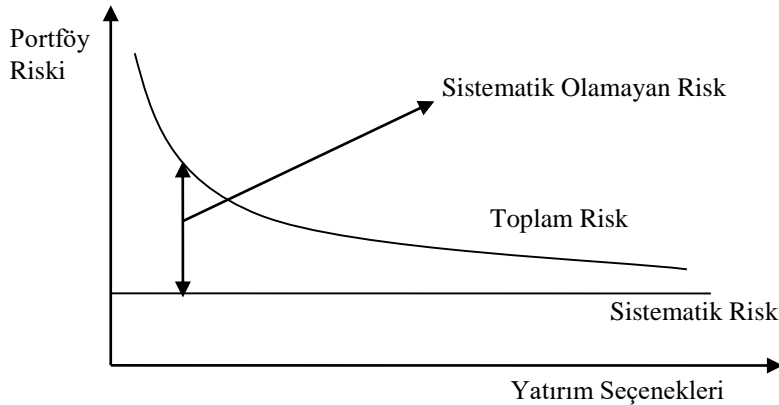 Portföy
Riski
Sistematik Olamayan Risk
Toplam Risk
Sistematik Risk
Yatırım Seçenekleri